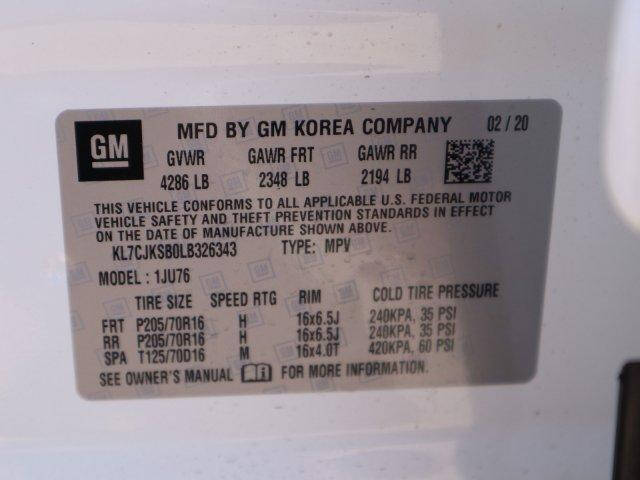 GM MFD BY GM KOREA COMPANY 02/20
GVWR GAWR FRT GAWR RR
4286 LB 2348 LB 2194 LB
THIS VEHICLE CONFORMS TO ALL APPLICABLE U.S. FEDERAL MOTOR
VEHICLE SAFETY AND THEFT PREVENTION STANDARDS IN EFFECT
ON THE DATE OF MANUFACTURE SHOWN ABOVE.
KL7CJKSB0LB326343 TYPE: MPV
MODEL : 1JU76
TIRE SIZE SPEED RTG RIM COLD TIRE PRESSURE
FRT P205/70R16 H 16x6.5J 240KPA, 35 PSI
RR P205/70R16 H 16x6.5J 240KPA, 35 PSI
SPA T125/70D16 M 16x4.0T 420KPA, 60 PSI
SEE OWNER'S MANUAL FOR MORE INFORMATION.